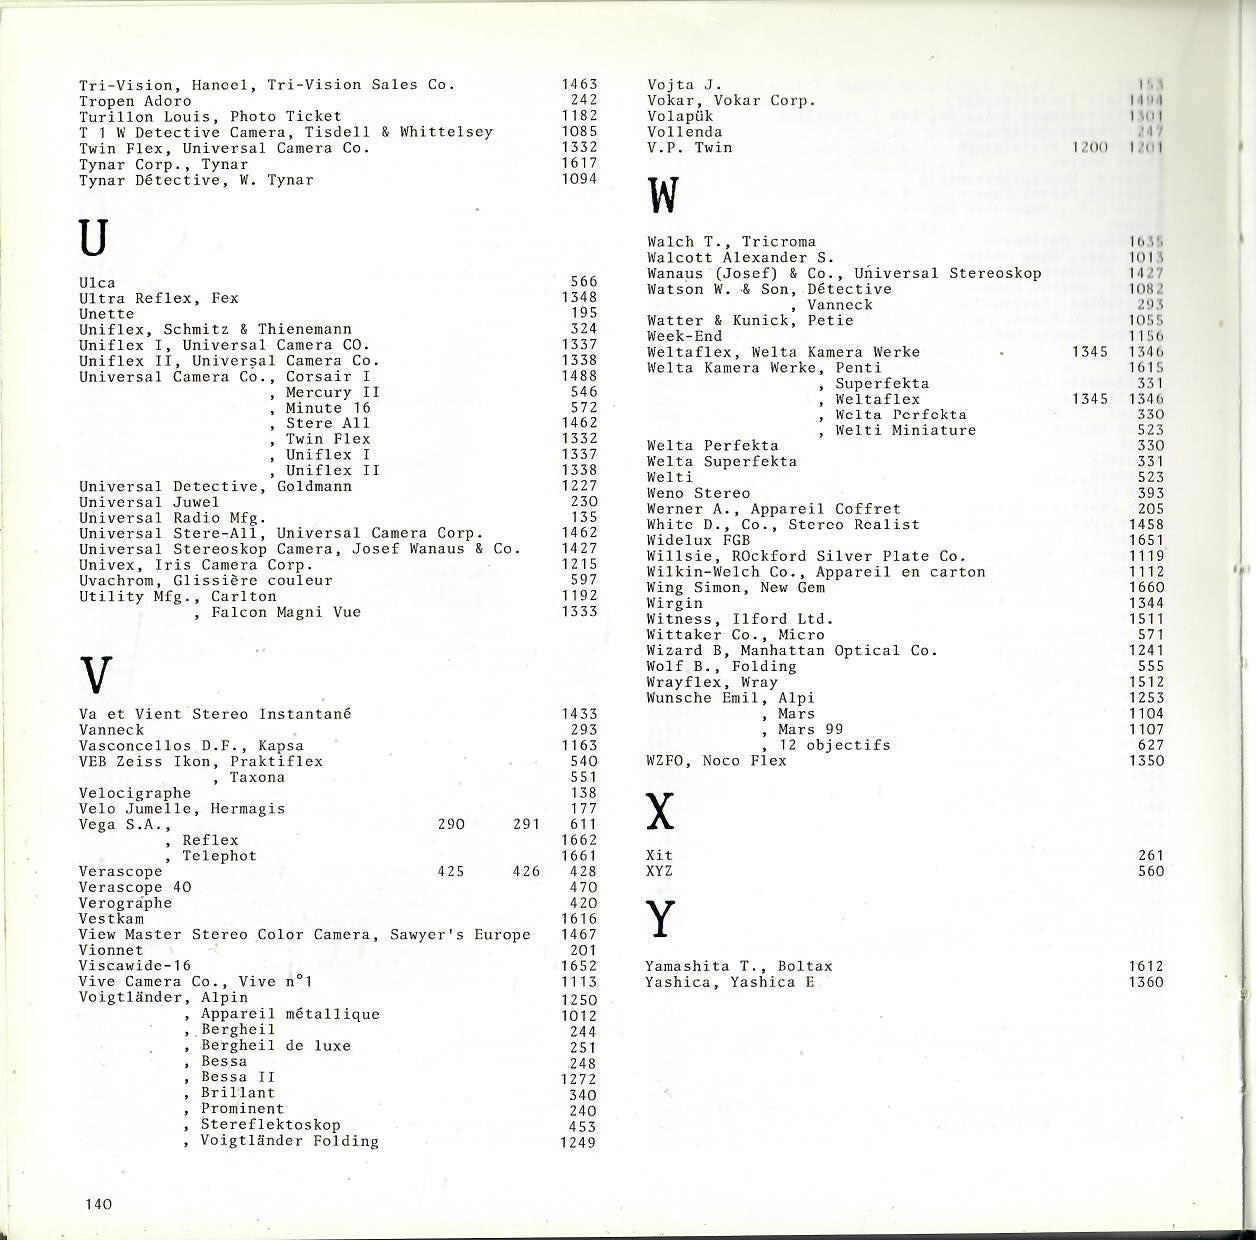 Tri-Vision, Haneel, Tri-Vision Sales Co. 1463
Tropen Adoro 242
Turillon Louis, Photo Ticket 1182
T 1 W Detective Camera, Tisdell & Whittelsey 1085
Twin Flex, Universal Camera Co. 1332
Tynar Corp., Tynar 1617
Tynar Détective, W. Tynar 1094
U
Ulca 566
Ultra Reflex, Fex 1348
Unette 195
Uniflex, Schmitz & Thienemann 324
Uniflex I, Universal Camera CO. 1337
Uniflex II, Universal Camera Co. 1338
Universal Camera Co., Corsair I 1488
, Mercury II 546
, Minute 16 572
, Stere All 1462
, Twin Flex 1332
, Uniflex I 1337
, Uniflex II 1338
Universal Detective, Goldmann 1227
Universal Juwel 230
Universal Radio Mfg. 135
Universal Stere-All, Universal Camera Corp. 1462
Universal Stereoskop Camera, Josef Wanaus & Co. 1427
Univex, Iris Camera Corp. 1215
Uvachrom, Glissière couleur 597
Utility Mfg., Carlton 1192
, Falcon Magni Vue 1333
V
Va et Vient Stereo Instantané 1433
Vanneck 293
Vasconcellos D.F., Kapsa 1163
VEB Zeiss Ikon, Praktiflex 540
, Taxona 551
Velocigraphe 138
Velo Jumelle, Hermagis 177
Vega S.A., 290 291 611
, Reflex 1662
, Telephot 1661
Verascope 425 426 428
Verascope 40 470
Verographe 420
Vestkam 1616
View Master Stereo Color Camera, Sawyer's Europe 1467
Vionnet 201
Viscawide-16 1652
Vive Camera Co., Vive n°1 1113
Voigtländer, Alpin 1250
, Appareil métallique 1012
, Bergheil 244
, Bergheil de luxe 251
, Bessa 248
, Bessa II 1272
, Brillant 340
, Prominent 240
, Stereflektoskop 453
, Voigtländer Folding 1249
140
Vojta J. 153
Vokar, Vokar Corp. 1494
Volapük 1301
Vollenda 247
V.P. Twin 1200 1201
W
Walch T., Tricroma 1635
Walcott Alexander S. 1013
Wanaus (Josef) & Co., Universal Stereoskop 1427
Watson W. & Son, Détective 1082
, Vanneck 293
Watter & Kunick, Petie 1055
Week-End 1156
Weltaflex, Welta Kamera Werke 1345 1346
Welta Kamera Werke, Penti 1615
, Superfekta 331
, Weltaflex 1345 1346
, Welta Perfekta 330
, Welti Miniature 523
Welta Perfekta 330
Welta Superfekta 331
Welti 523
Weno Stereo 393
Werner A., Appareil Coffret 205
White D., Co., Stereo Realist 1458
Widelux FGB 1651
Willsie, ROckford Silver Plate Co. 1119
Wilkin-Welch Co., Appareil en carton 1112
Wing Simon, New Gem 1660
Wirgin 1344
Witness, Ilford Ltd. 1511
Wittaker Co., Micro 571
Wizard B, Manhattan Optical Co. 1241
Wolf B., Folding 555
Wrayflex, Wray 1512
Wunsche Emil, Alpi 1253
, Mars 1104
, Mars 99 1107
, 12 objectifs 627
WZFO, Noco Flex 1350
X
Xit 261
XYZ 560
Y
Yamashita T., Boltax 1612
Yashica, Yashica E 1360